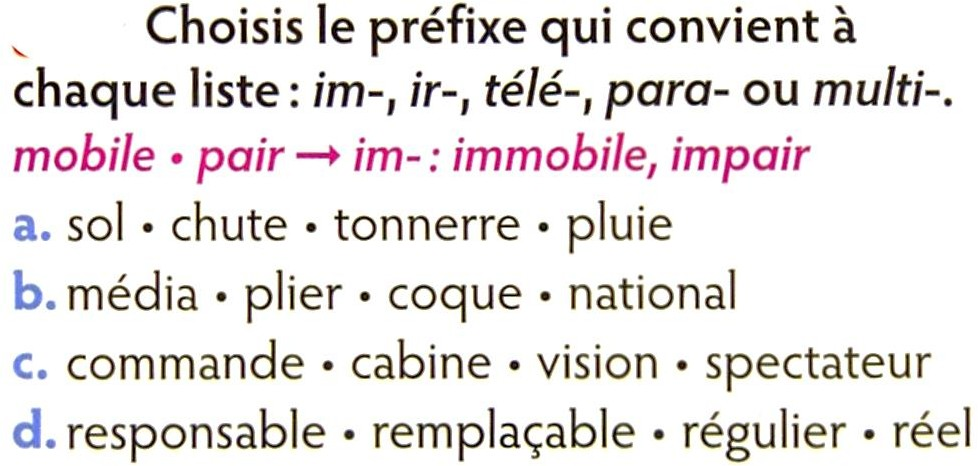 Choisis le préfixe qui convient à
chaque liste : im-, ir-, télé-, para- ou multi-.
mobile • pair → im- : immobile, impair
a. sol • chute • tonnerre • pluie
b. média • plier • coque • national
c. commande • cabine • vision • spectateur
d. responsable • remplaçable • régulier • réel